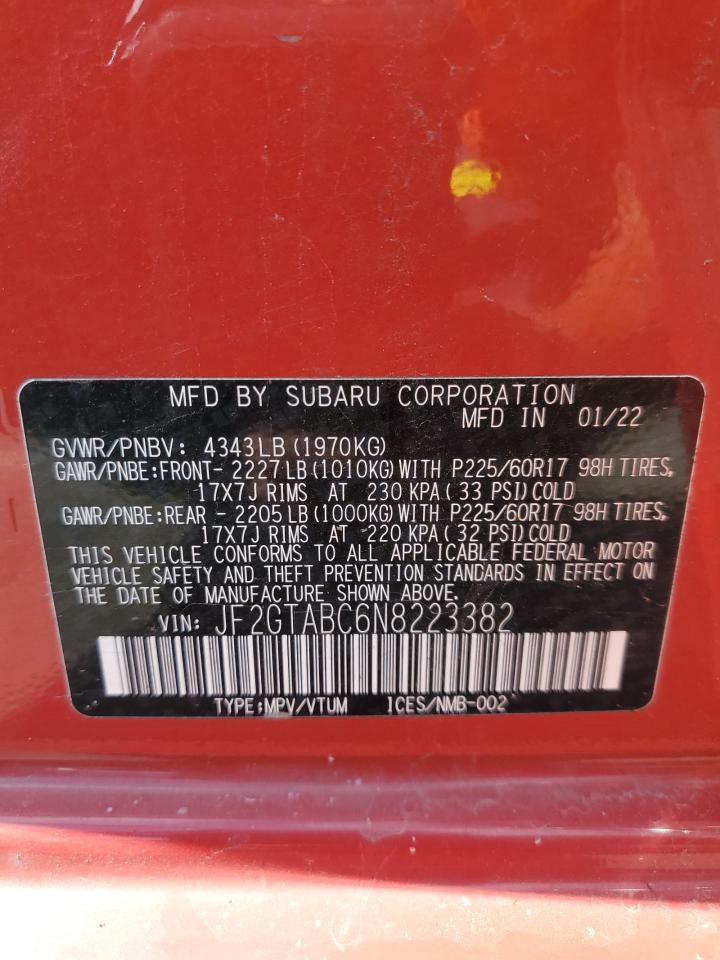 MFD BY SUBARU CORPORATION
MFD IN 01/22
GVWR/PNBV: 4343LB (1970KG)
GAWR/PNBE:FRONT- 2227LB(1010KG)WITH P225/60R17 98H TIRES,
17X7J RIMS AT 230 KPA(33 PSI)COLD
GAWR/PNBE:REAR - 2205LB(1000KG)WITH P225/60R17 98H TIRES,
17X7J RIMS AT 220 KPA(32 PSI)COLD
THIS VEHICLE CONFORMS TO ALL APPLICABLE FEDERAL MOTOR
VEHICLE SAFETY AND THEFT PREVENTION STANDARDS IN EFFECT ON
THE DATE OF MANUFACTURE SHOWN ABOVE.
VIN: JF2GTABC6N8223382
TYPE:MPV/VTUM ICES/NMB-002